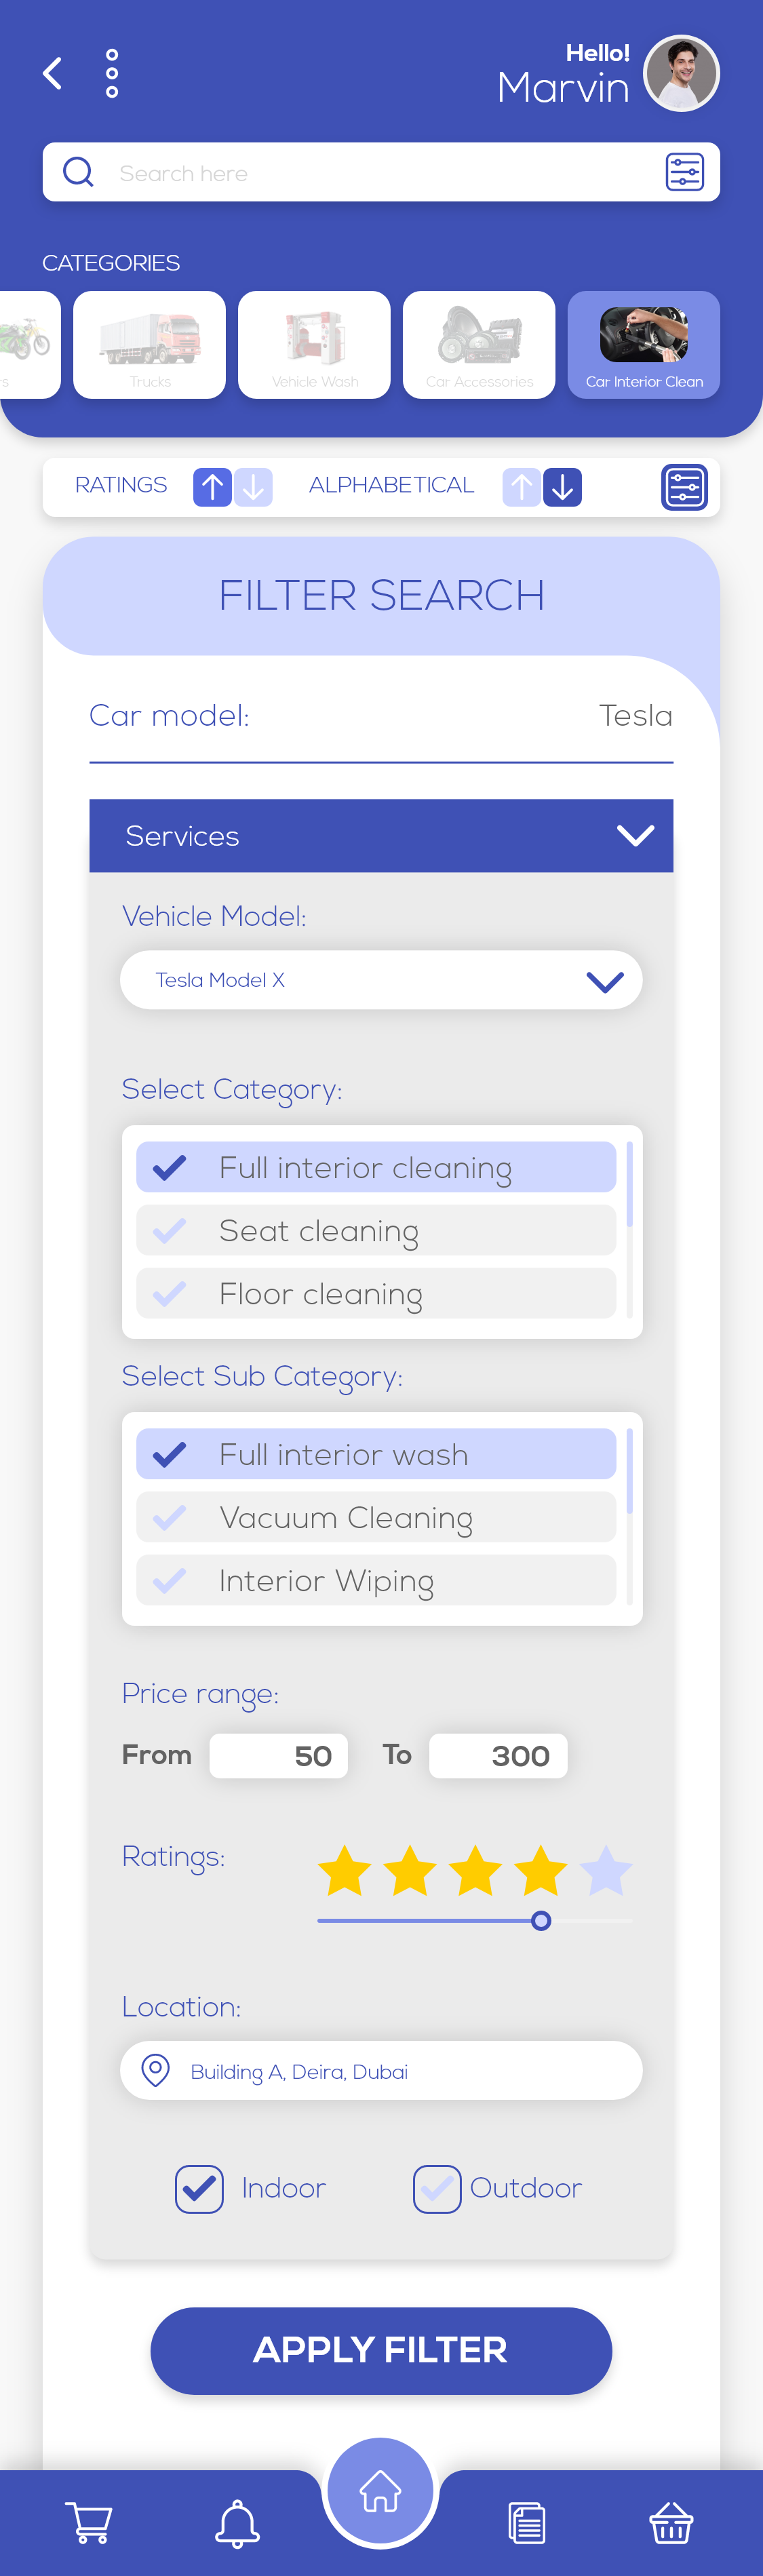 Hello!
Marvin
Search here
CATEGORIES
Trucks
Vehicle Wash
Car Accessories
Car Interior Clean
RATINGS
ALPHABETICAL
FILTER SEARCH
Car model:
Tesla
Services
Vehicle Model:
Tesla Model X
Select Category:
Full interior cleaning
Seat cleaning
Floor cleaning
Select Sub Category:
Full interior wash
Vacuum Cleaning
Interior Wiping
Price range:
From 50 To 300
Ratings:
Location:
Building A, Deira, Dubai
Indoor
Outdoor
APPLY FILTER